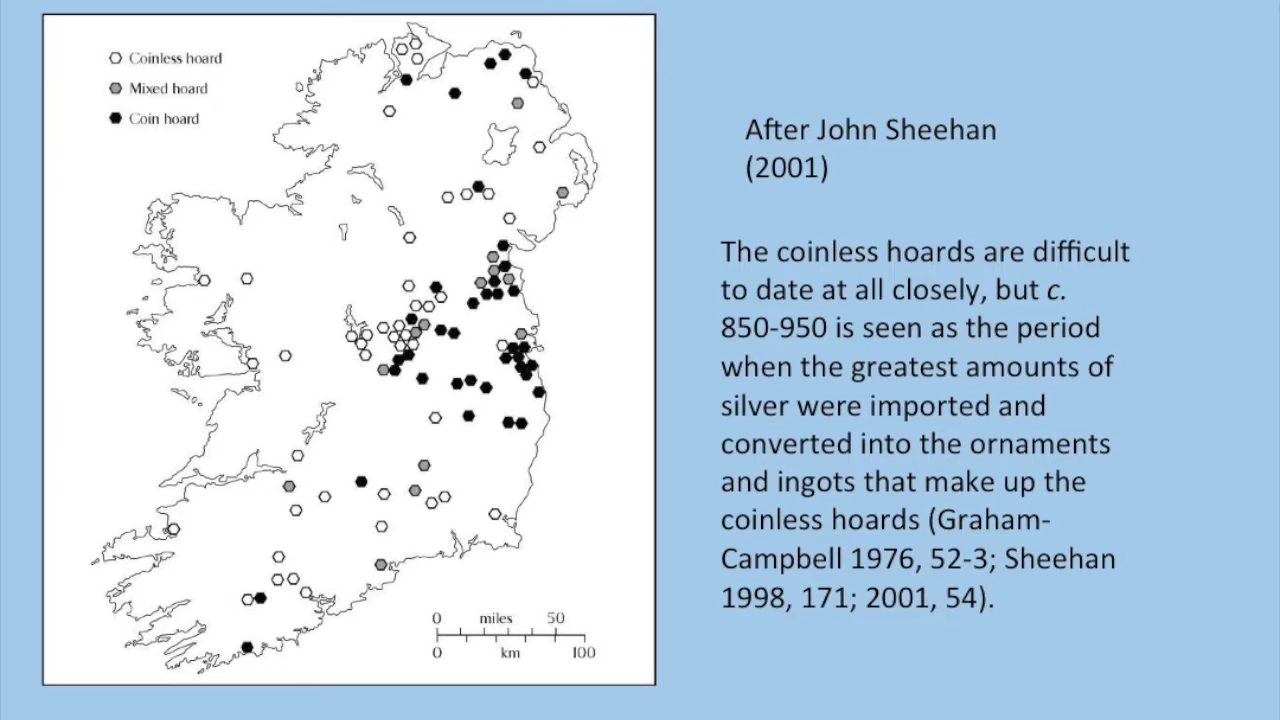 Coinless hoard
Mixed hoard
Coin hoard
0 miles 50
0 km 100
After John Sheehan
(2001)
The coinless hoards are difficult
to date at all closely, but c.
850-950 is seen as the period
when the greatest amounts of
silver were imported and
converted into the ornaments
and ingots that make up the
coinless hoards (Graham-
Campbell 1976, 52-3; Sheehan
1998, 171; 2001, 54).